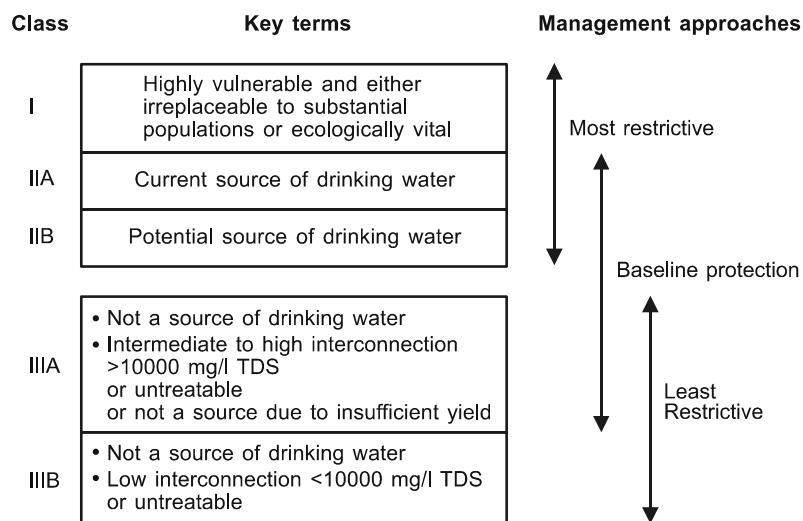 Class Key terms Management approaches
I
Highly vulnerable and either
irreplaceable to substantial
populations or ecologically vital
Most restrictive
IIA
Current source of drinking water
IIB
Potential source of drinking water
Baseline protection
IIIA
• Not a source of drinking water
• Intermediate to high interconnection
>10000 mg/l TDS
or untreatable
or not a source due to insufficient yield
Least
Restrictive
IIIB
• Not a source of drinking water
• Low interconnection <10000 mg/l TDS
or untreatable